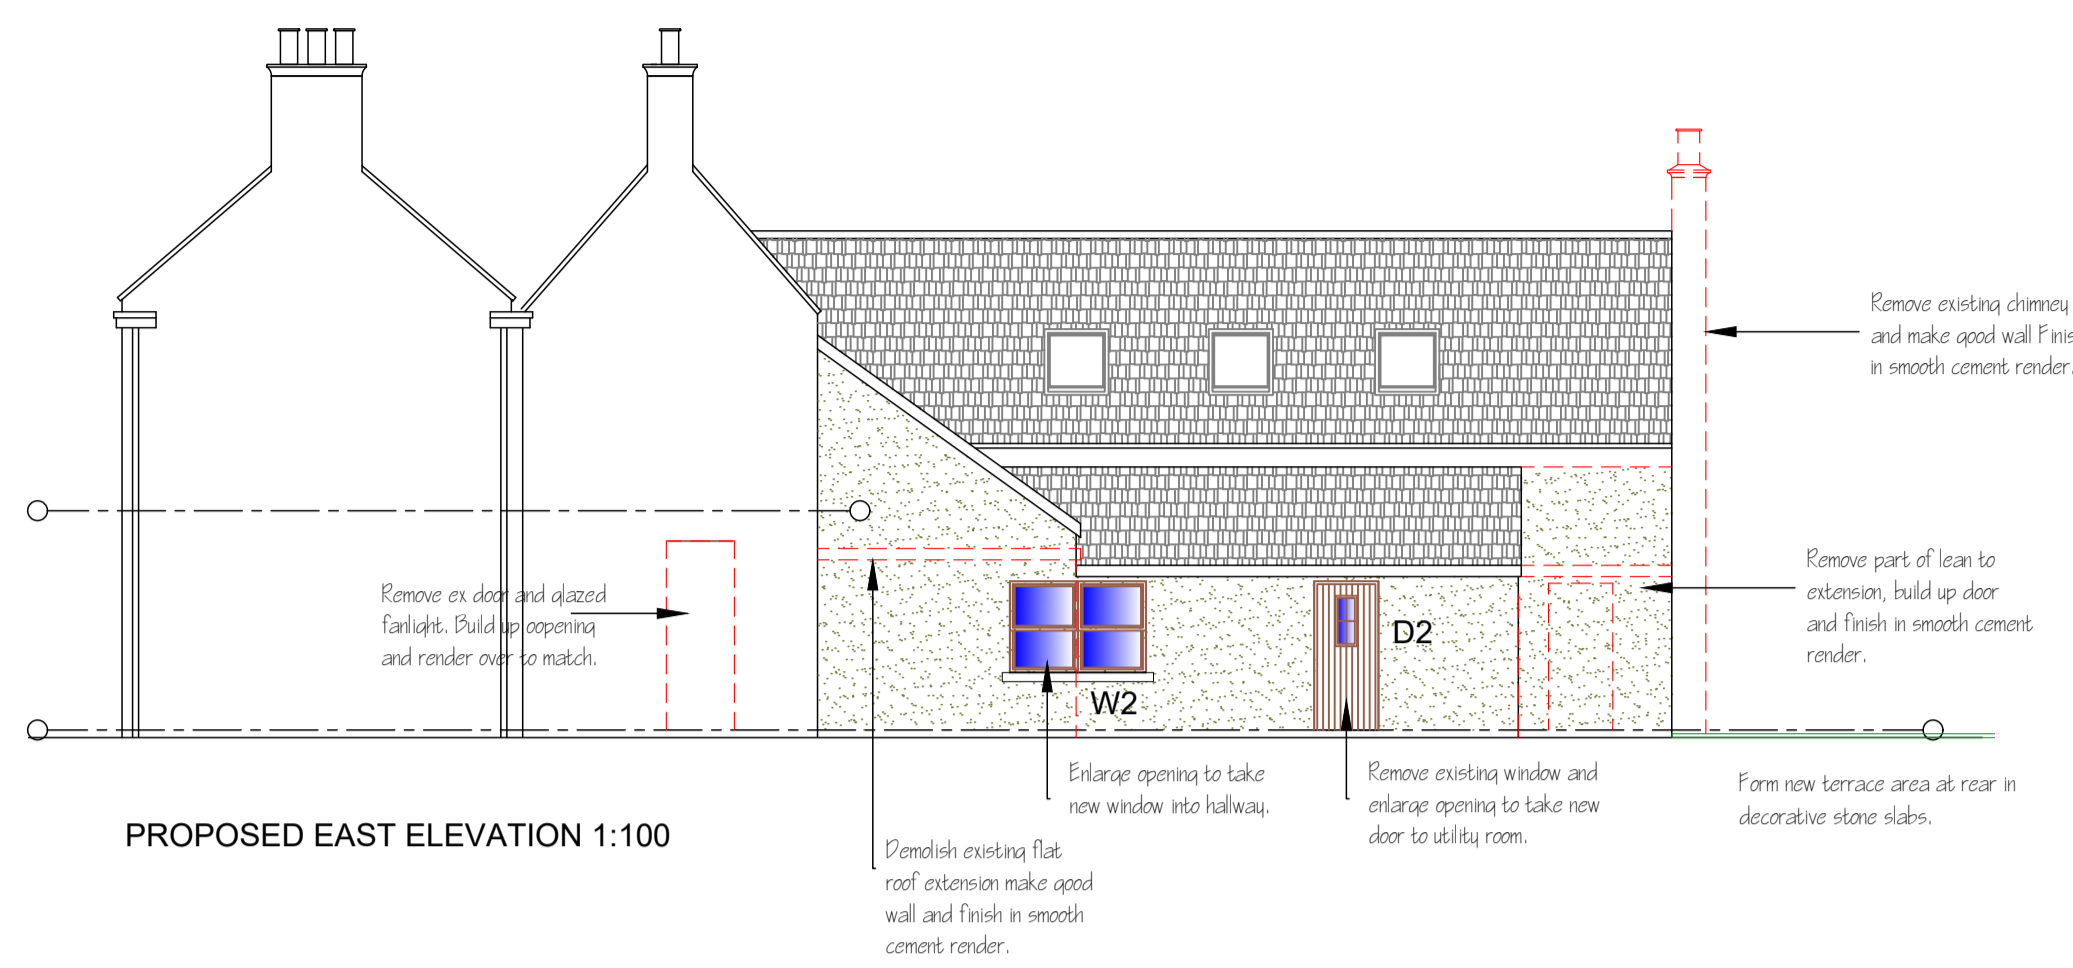 Remove existing chimney
and make good wall Finis
in smooth cement render.
Remove part of lean to
extension, build up door
and finish in smooth cement
render.
Remove ex door and glazed
fanlight. Build up oopening
and render over to match.
D2
W2
Enlarge opening to take
new window into hallway.
Remove existing window and
enlarge opening to take new
door to utility room.
Form new terrace area at rear in
decorative stone slabs.
PROPOSED EAST ELEVATION 1:100
Demolish existing flat
roof extension make good
wall and finish in smooth
cement render.